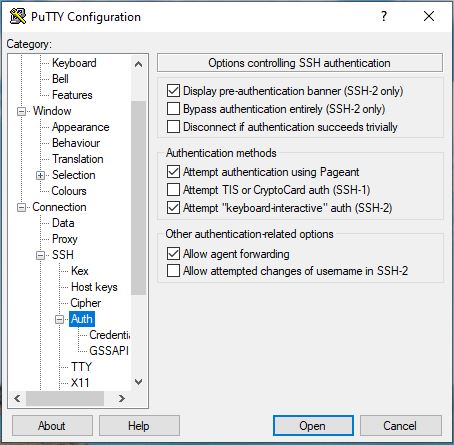 PuTTY Configuration
?
Category:
Keyboard
Bell
Features
Window
Appearance
Behaviour
Translation
Selection
Colours
Connection
Data
Proxy
SSH
Kex
Host keys
Cipher
Auth
Credentia
GSSAPI
TTY
X11
Options controlling SSH authentication
Display pre-authentication banner (SSH-2 only)
Bypass authentication entirely (SSH-2 only)
Disconnect if authentication succeeds trivially
Authentication methods
Attempt authentication using Pageant
Attempt TIS or CryptoCard auth (SSH-1)
Attempt "keyboard-interactive" auth (SSH-2)
Other authentication-related options
Allow agent forwarding
Allow attempted changes of username in SSH-2
About
Help
Open
Cancel